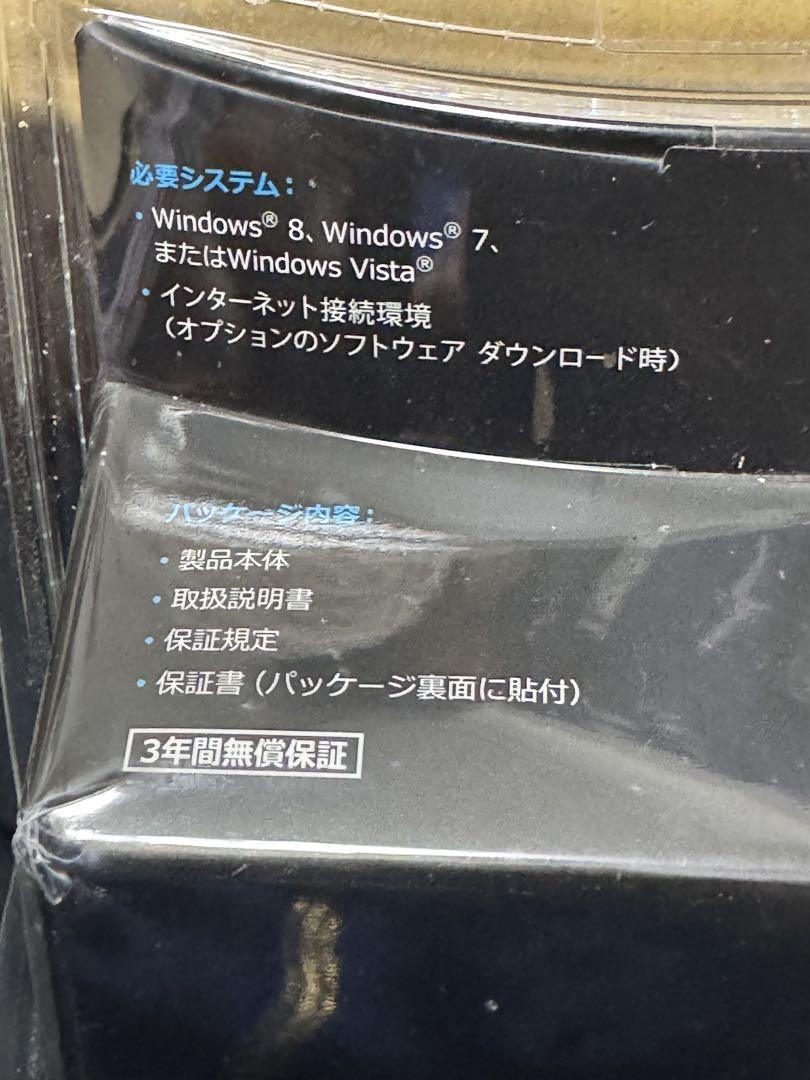 必要システム：
・Windows® 8、Windows® 7、
またはWindows Vista®
・インターネット接続環境
（オプションのソフトウェア ダウンロード時）
パッケージ内容：
・製品本体
・取扱説明書
・保証規定
・保証書（パッケージ裏面に貼付）
3年間無償保証